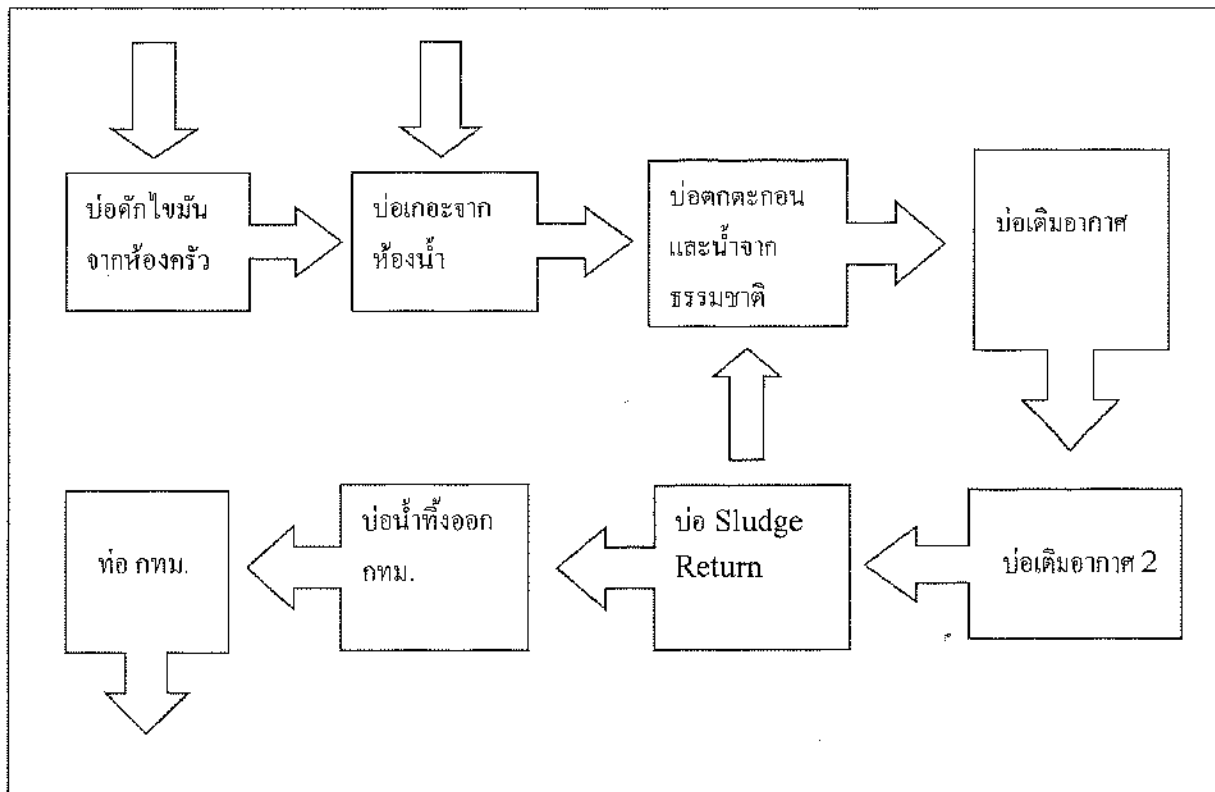 บ่อดักไขมัน
จากห้องครัว
บ่อเกอะจาก
ห้องน้ำ
บ่อตกตะกอน
และน้ำจาก
ธรรมชาติ
บ่อเติมอากาศ
ท่อ กทม.
บ่อน้ำทิ้งออก
กทม.
บ่อ Sludge
Return
บ่อเติมอากาศ 2